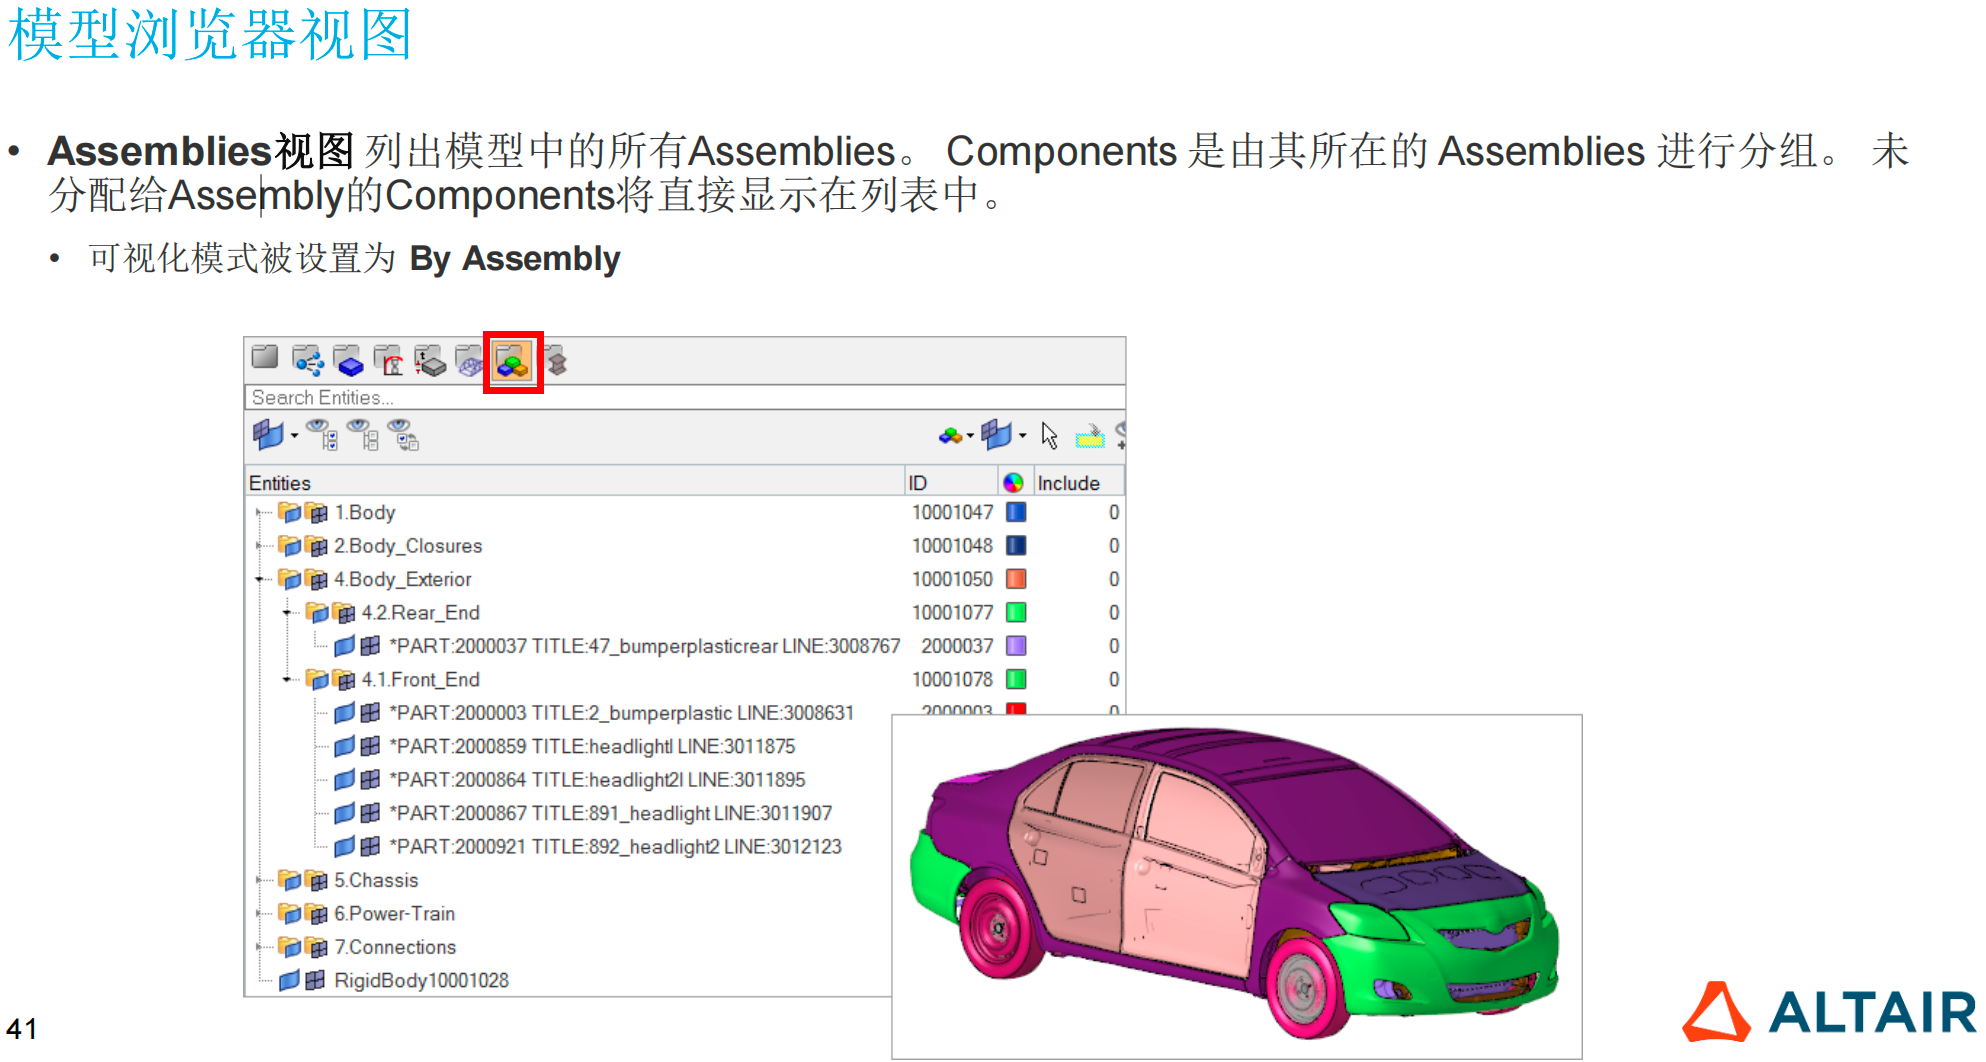 模型浏览器视图
• Assemblies视图 列出模型中的所有Assemblies。 Components 是由其所在的 Assemblies 进行分组。 未
分配给Assembly的Components将直接显示在列表中。
• 可视化模式被设置为 By Assembly
Search Entities...
Entities ID Include
1.Body 10001047 0
2.Body_Closures 10001048 0
4.Body_Exterior 10001050 0
4.2.Rear_End 10001077 0
*PART:2000037 TITLE:47_bumperplasticrear LINE:3008767 2000037 0
4.1.Front_End 10001078 0
*PART:2000003 TITLE:2_bumperplastic LINE:3008631 2000003 0
*PART:2000859 TITLE:headlightl LINE:3011875
*PART:2000864 TITLE:headlight2l LINE:3011895
*PART:2000867 TITLE:891_headlight LINE:3011907
*PART:2000921 TITLE:892_headlight2 LINE:3012123
5.Chassis
6.Power-Train
7.Connections
RigidBody10001028
41
ALTAIR